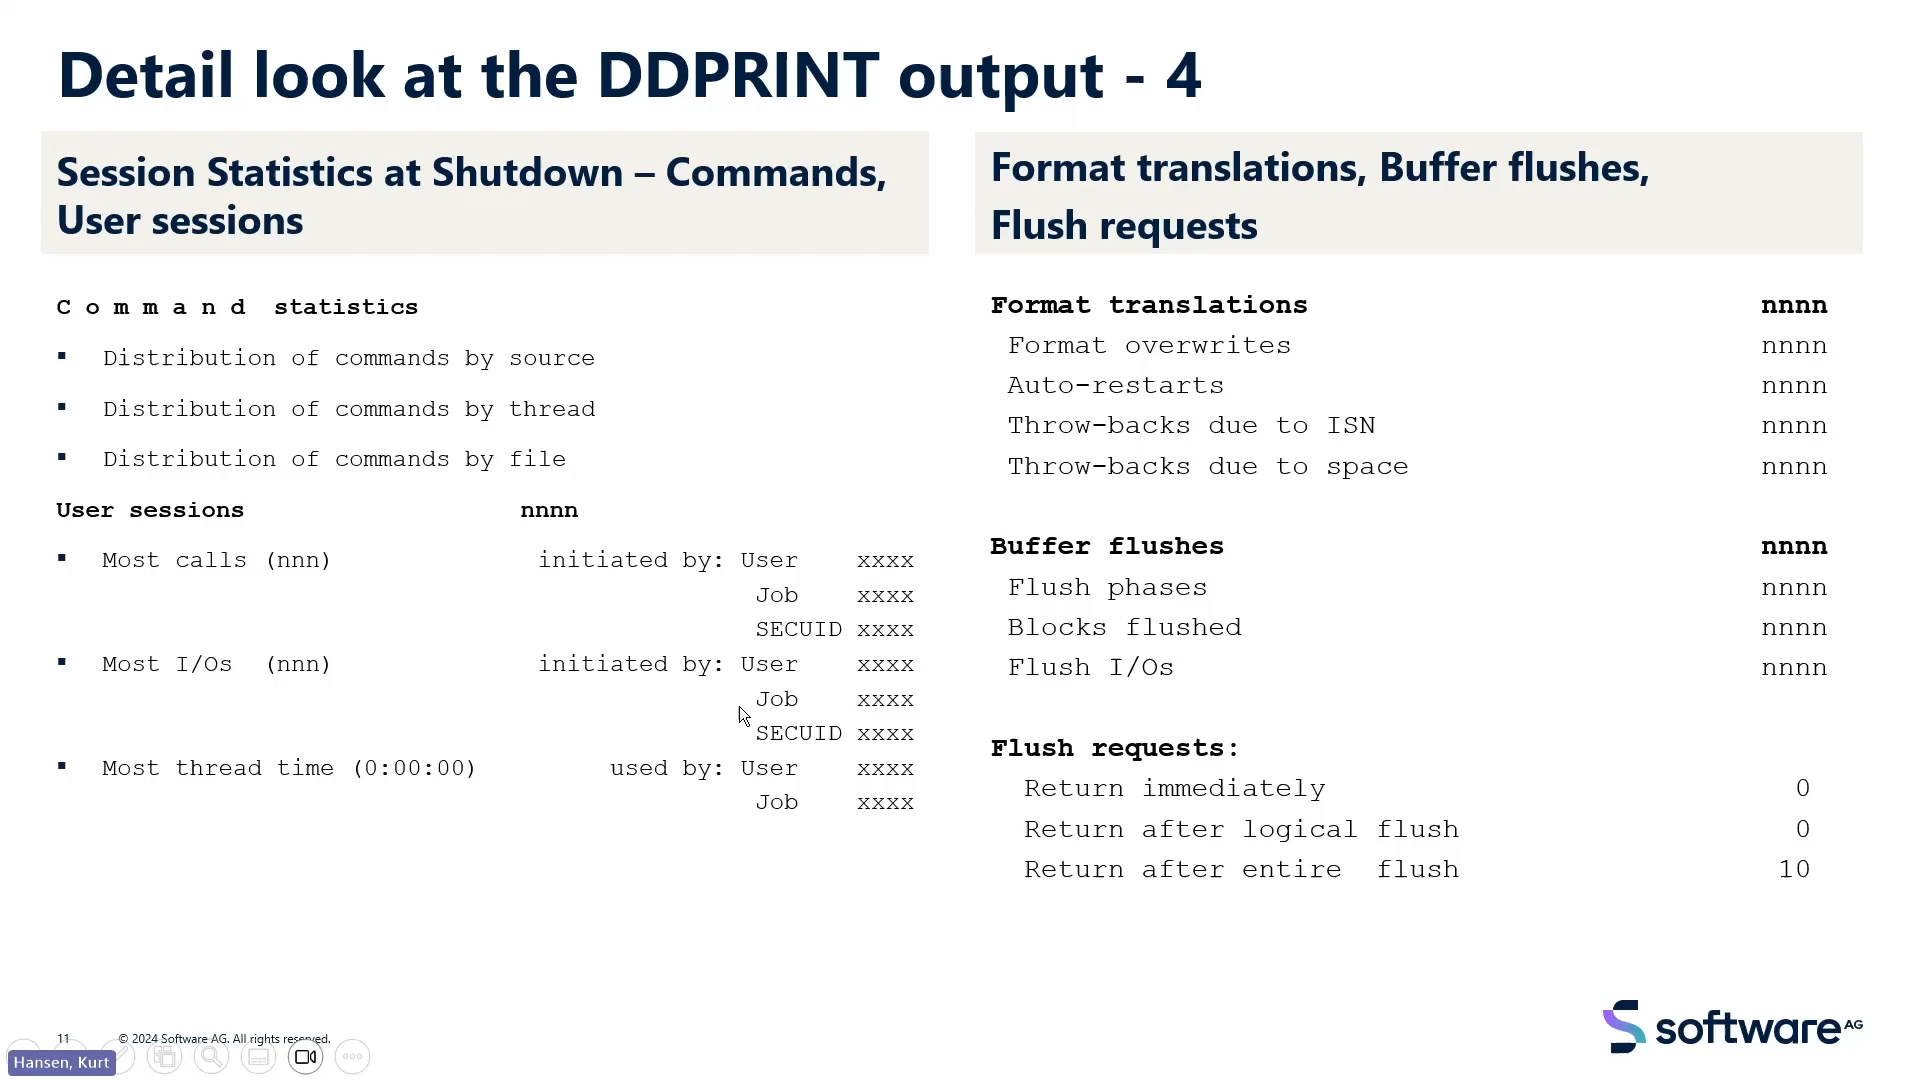 Detail look at the DDPRINT output - 4
Session Statistics at Shutdown – Commands,
User sessions
C o m m a n d  statistics
▪ Distribution of commands by source
▪ Distribution of commands by thread
▪ Distribution of commands by file
User sessions nnnn
▪ Most calls (nnn) initiated by: User xxxx
Job xxxx
SECUID xxxx
▪ Most I/Os (nnn) initiated by: User xxxx
Job xxxx
SECUID xxxx
▪ Most thread time (0:00:00) used by: User xxxx
Job xxxx
Format translations, Buffer flushes,
Flush requests
Format translations nnnn
Format overwrites nnnn
Auto-restarts nnnn
Throw-backs due to ISN nnnn
Throw-backs due to space nnnn
Buffer flushes nnnn
Flush phases nnnn
Blocks flushed nnnn
Flush I/Os nnnn
Flush requests:
Return immediately 0
Return after logical flush 0
Return after entire flush 10
11 © 2024 Software AG. All rights reserved.
Hansen, Kurt
software AG